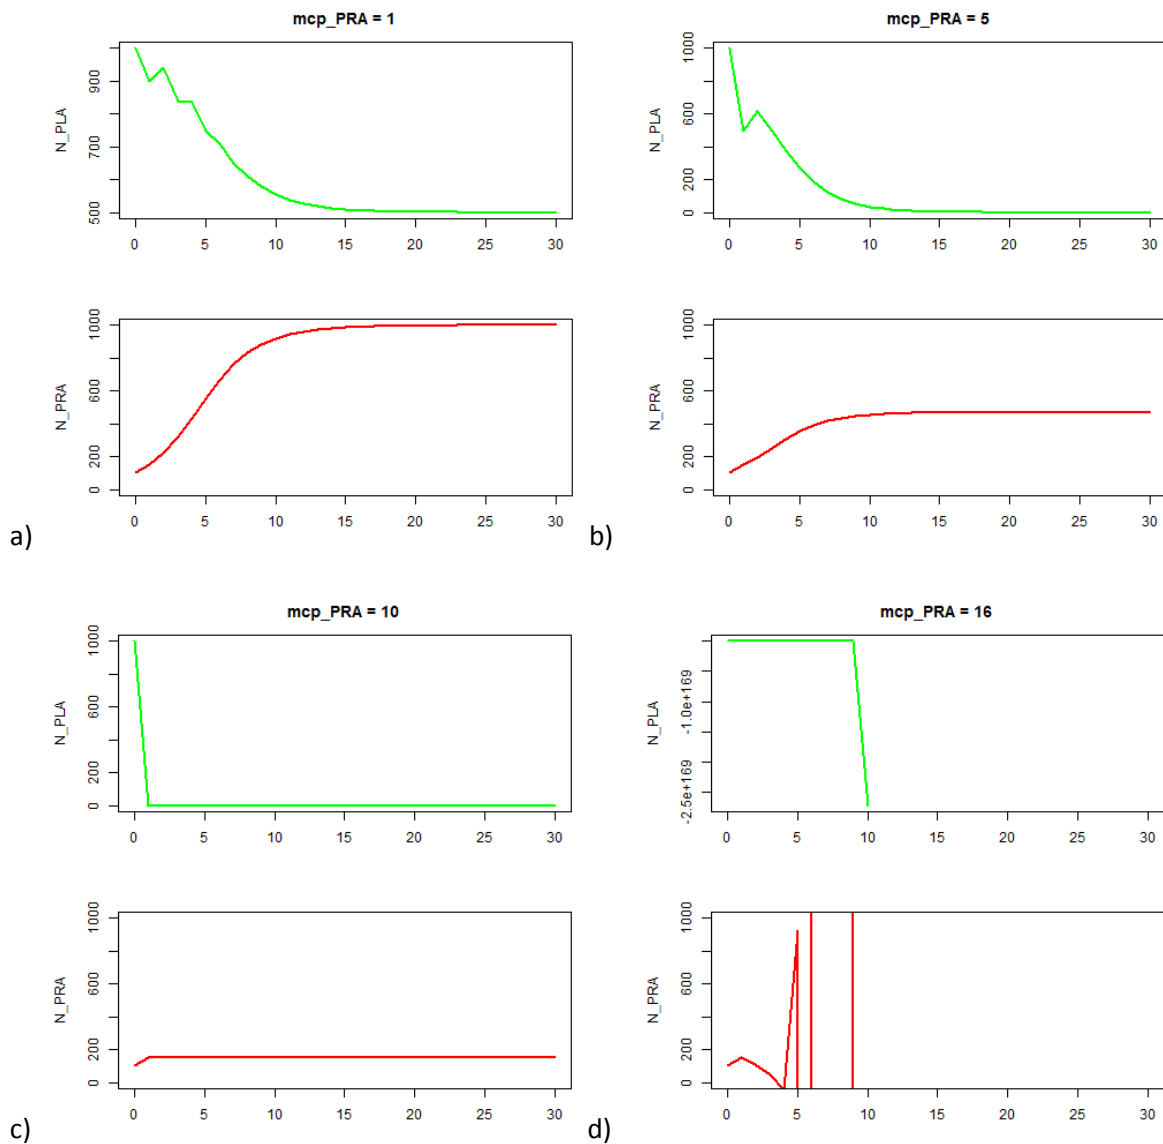 mcp_PRA = 1
N_PLA
500 700 900
0 5 10 15 20 25 30
N_PRA
0 200 600 1000
0 5 10 15 20 25 30
a)
mcp_PRA = 5
N_PLA
0 200 600 1000
0 5 10 15 20 25 30
N_PRA
0 200 600 1000
0 5 10 15 20 25 30
b)
mcp_PRA = 10
N_PLA
0 200 600 1000
0 5 10 15 20 25 30
N_PRA
0 200 600 1000
0 5 10 15 20 25 30
c)
mcp_PRA = 16
N_PLA
-2.5e+169 -1.0e+169
0 5 10 15 20 25 30
N_PRA
0 200 600 1000
0 5 10 15 20 25 30
d)